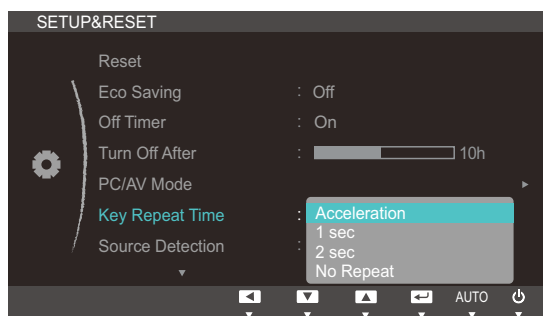 SETUP&RESET
Reset
Eco Saving : Off
Off Timer : On
Turn Off After : 10h
PC/AV Mode
Key Repeat Time : Acceleration
1 sec
Source Detection : 2 sec
No Repeat
AUTO